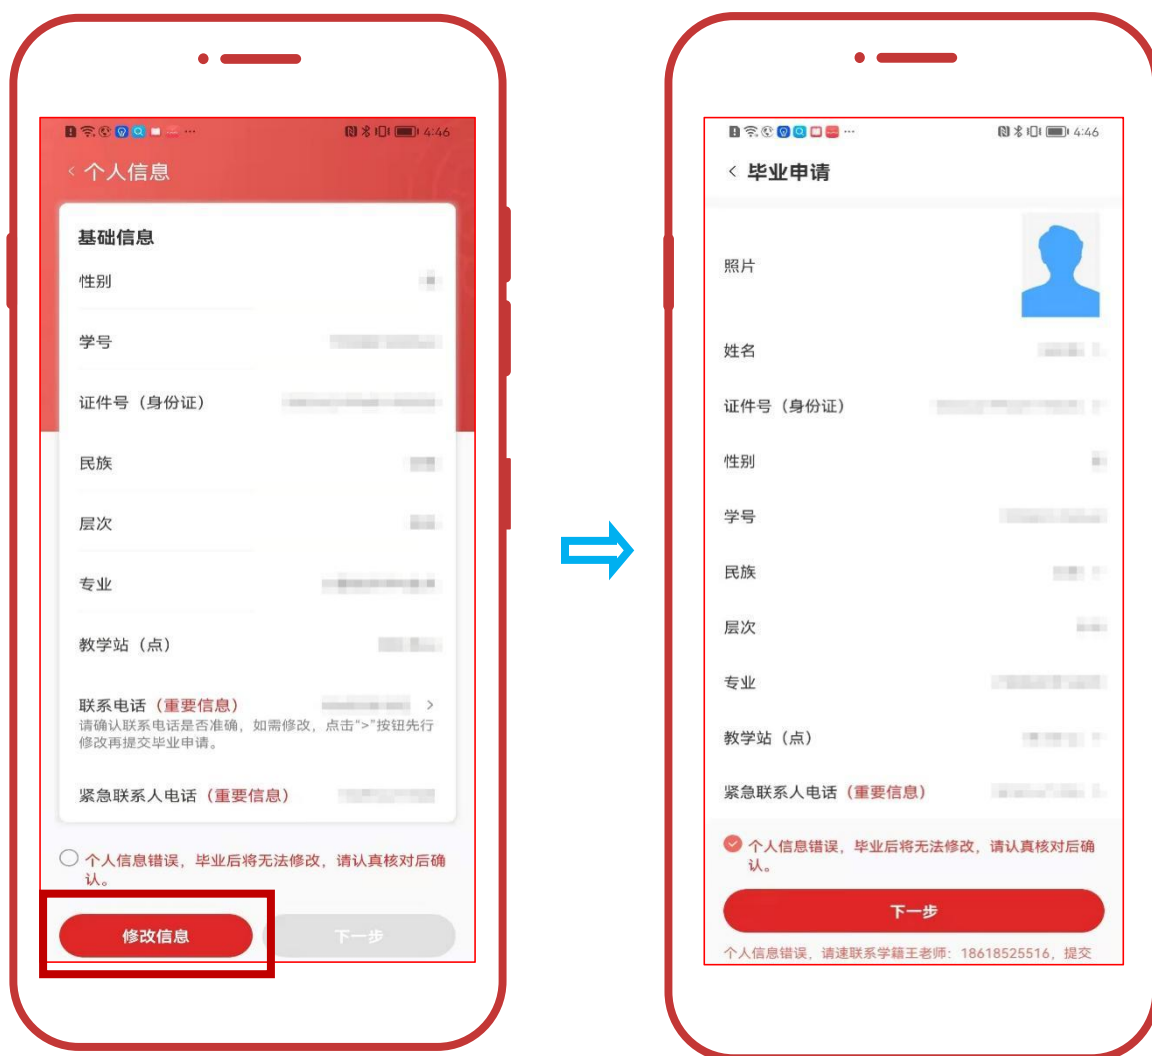 4:46
个人信息
基础信息
性别
学号
证件号（身份证）
民族
层次
专业
教学站（点）
联系电话（重要信息）
请确认联系电话是否准确，如需修改，点击“>”按钮先行
修改再提交毕业申请。
紧急联系人电话（重要信息）
个人信息错误，毕业后将无法修改，请认真核对后确
认。
修改信息
下一步
4:46
毕业申请
照片
姓名
证件号（身份证）
性别
学号
民族
层次
专业
教学站（点）
紧急联系人电话（重要信息）
个人信息错误，毕业后将无法修改，请认真核对后确
认。
下一步
个人信息错误，请速联系学籍王老师：18618525516，提交